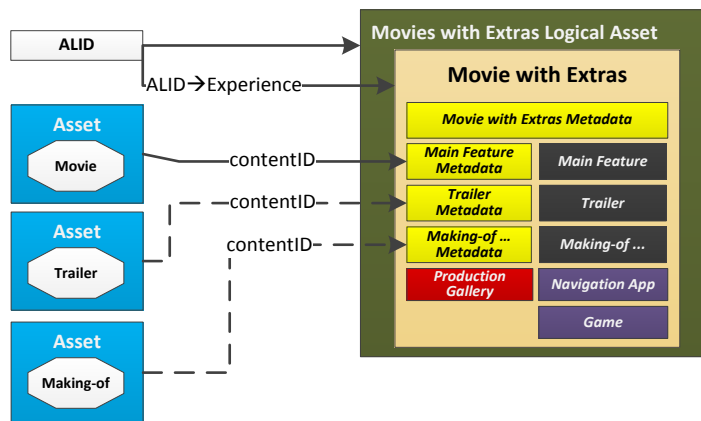 ALID
ALID→Experience
Asset
Movie
contentID
Asset
Trailer
contentID
Asset
Making-of
contentID
Movies with Extras Logical Asset
Movie with Extras
Movie with Extras Metadata
Main Feature
Metadata
Main Feature
Trailer
Metadata
Trailer
Making-of ...
Metadata
Making-of ...
Production
Gallery
Navigation App
Game